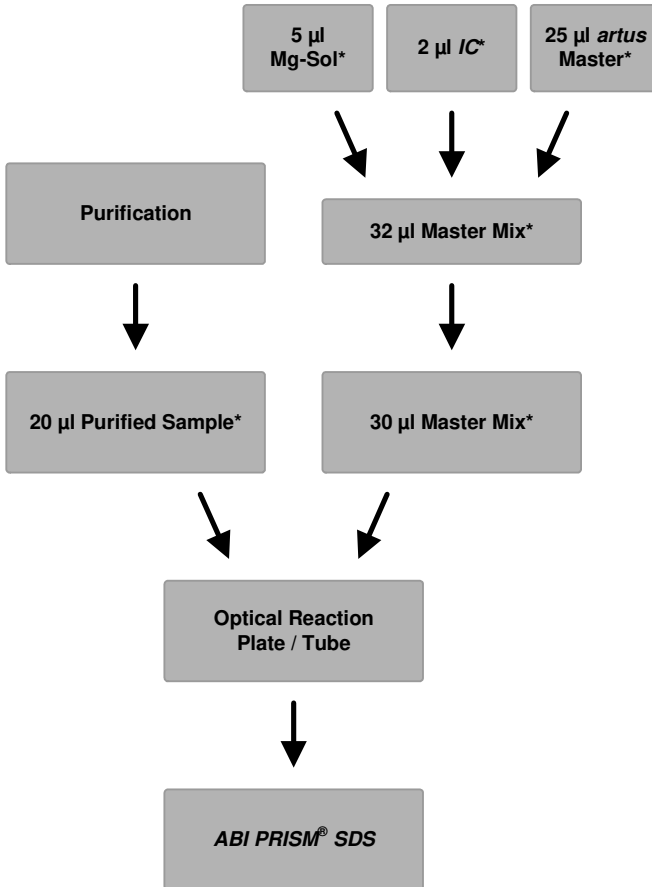 5 µl
Mg-Sol*
2 µl IC*
25 µl artus
Master*
Purification
32 µl Master Mix*
20 µl Purified Sample*
30 µl Master Mix*
Optical Reaction
Plate / Tube
ABI PRISM® SDS